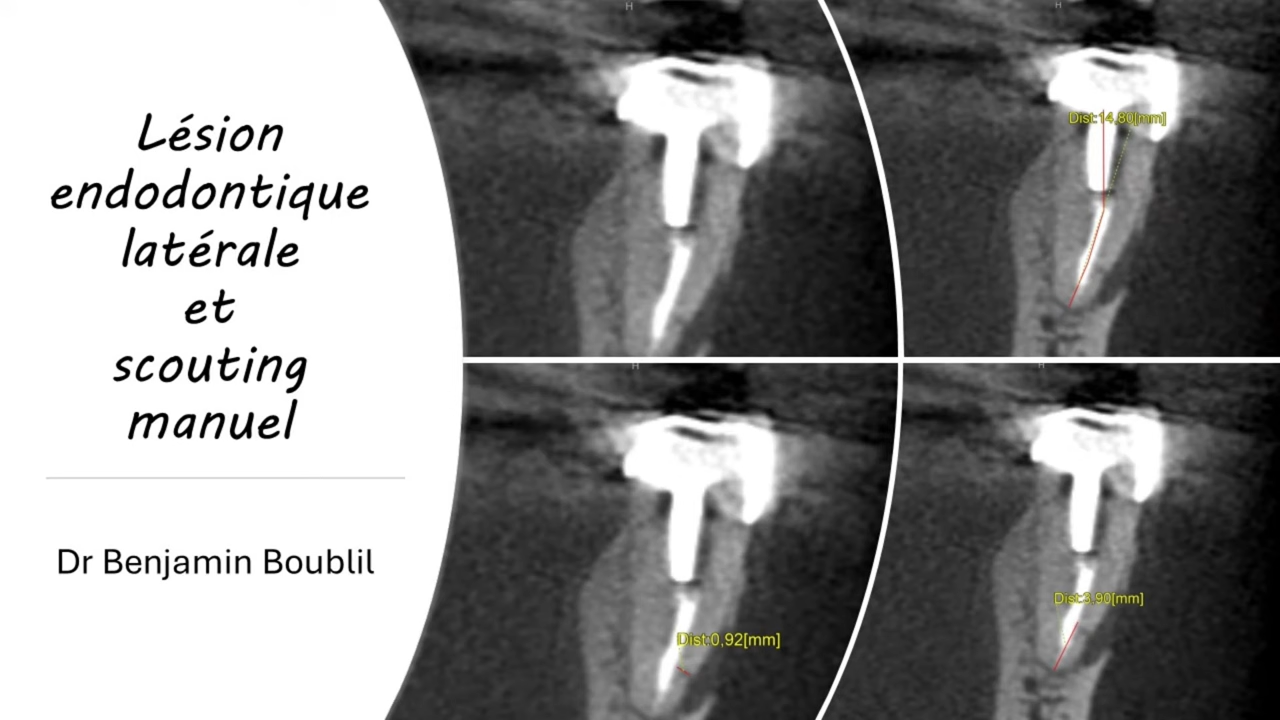 Lésion
endodontique
latérale
et
scouting
manuel
Dr Benjamin Boublil
H
H
Dist:14,80[mm]
H
Dist:0,92[mm]
H
Dist:3,90[mm]